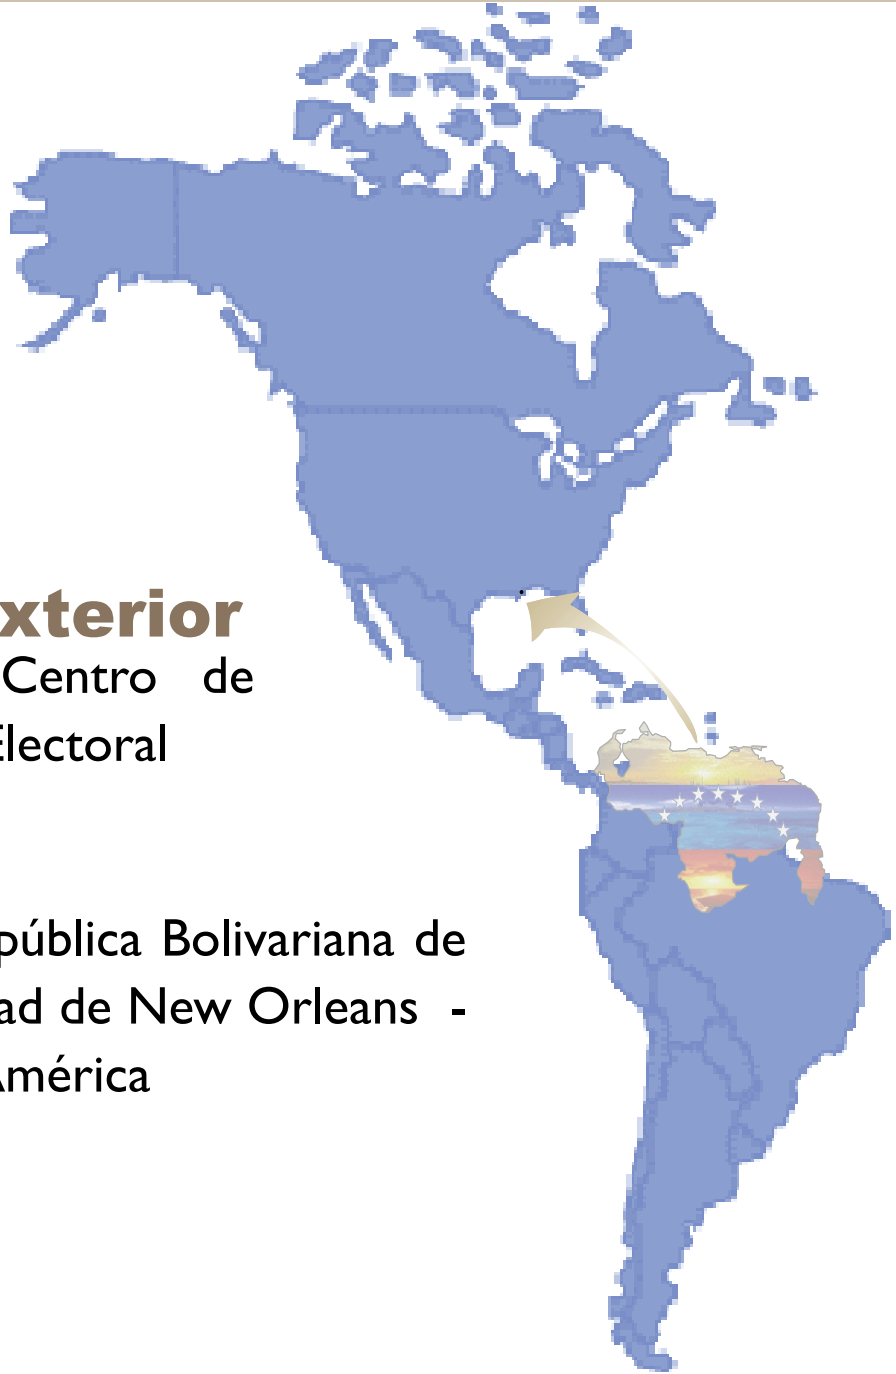 xterior
Centro de
Electoral
pública Bolivariana de
ad de New Orleans -
América